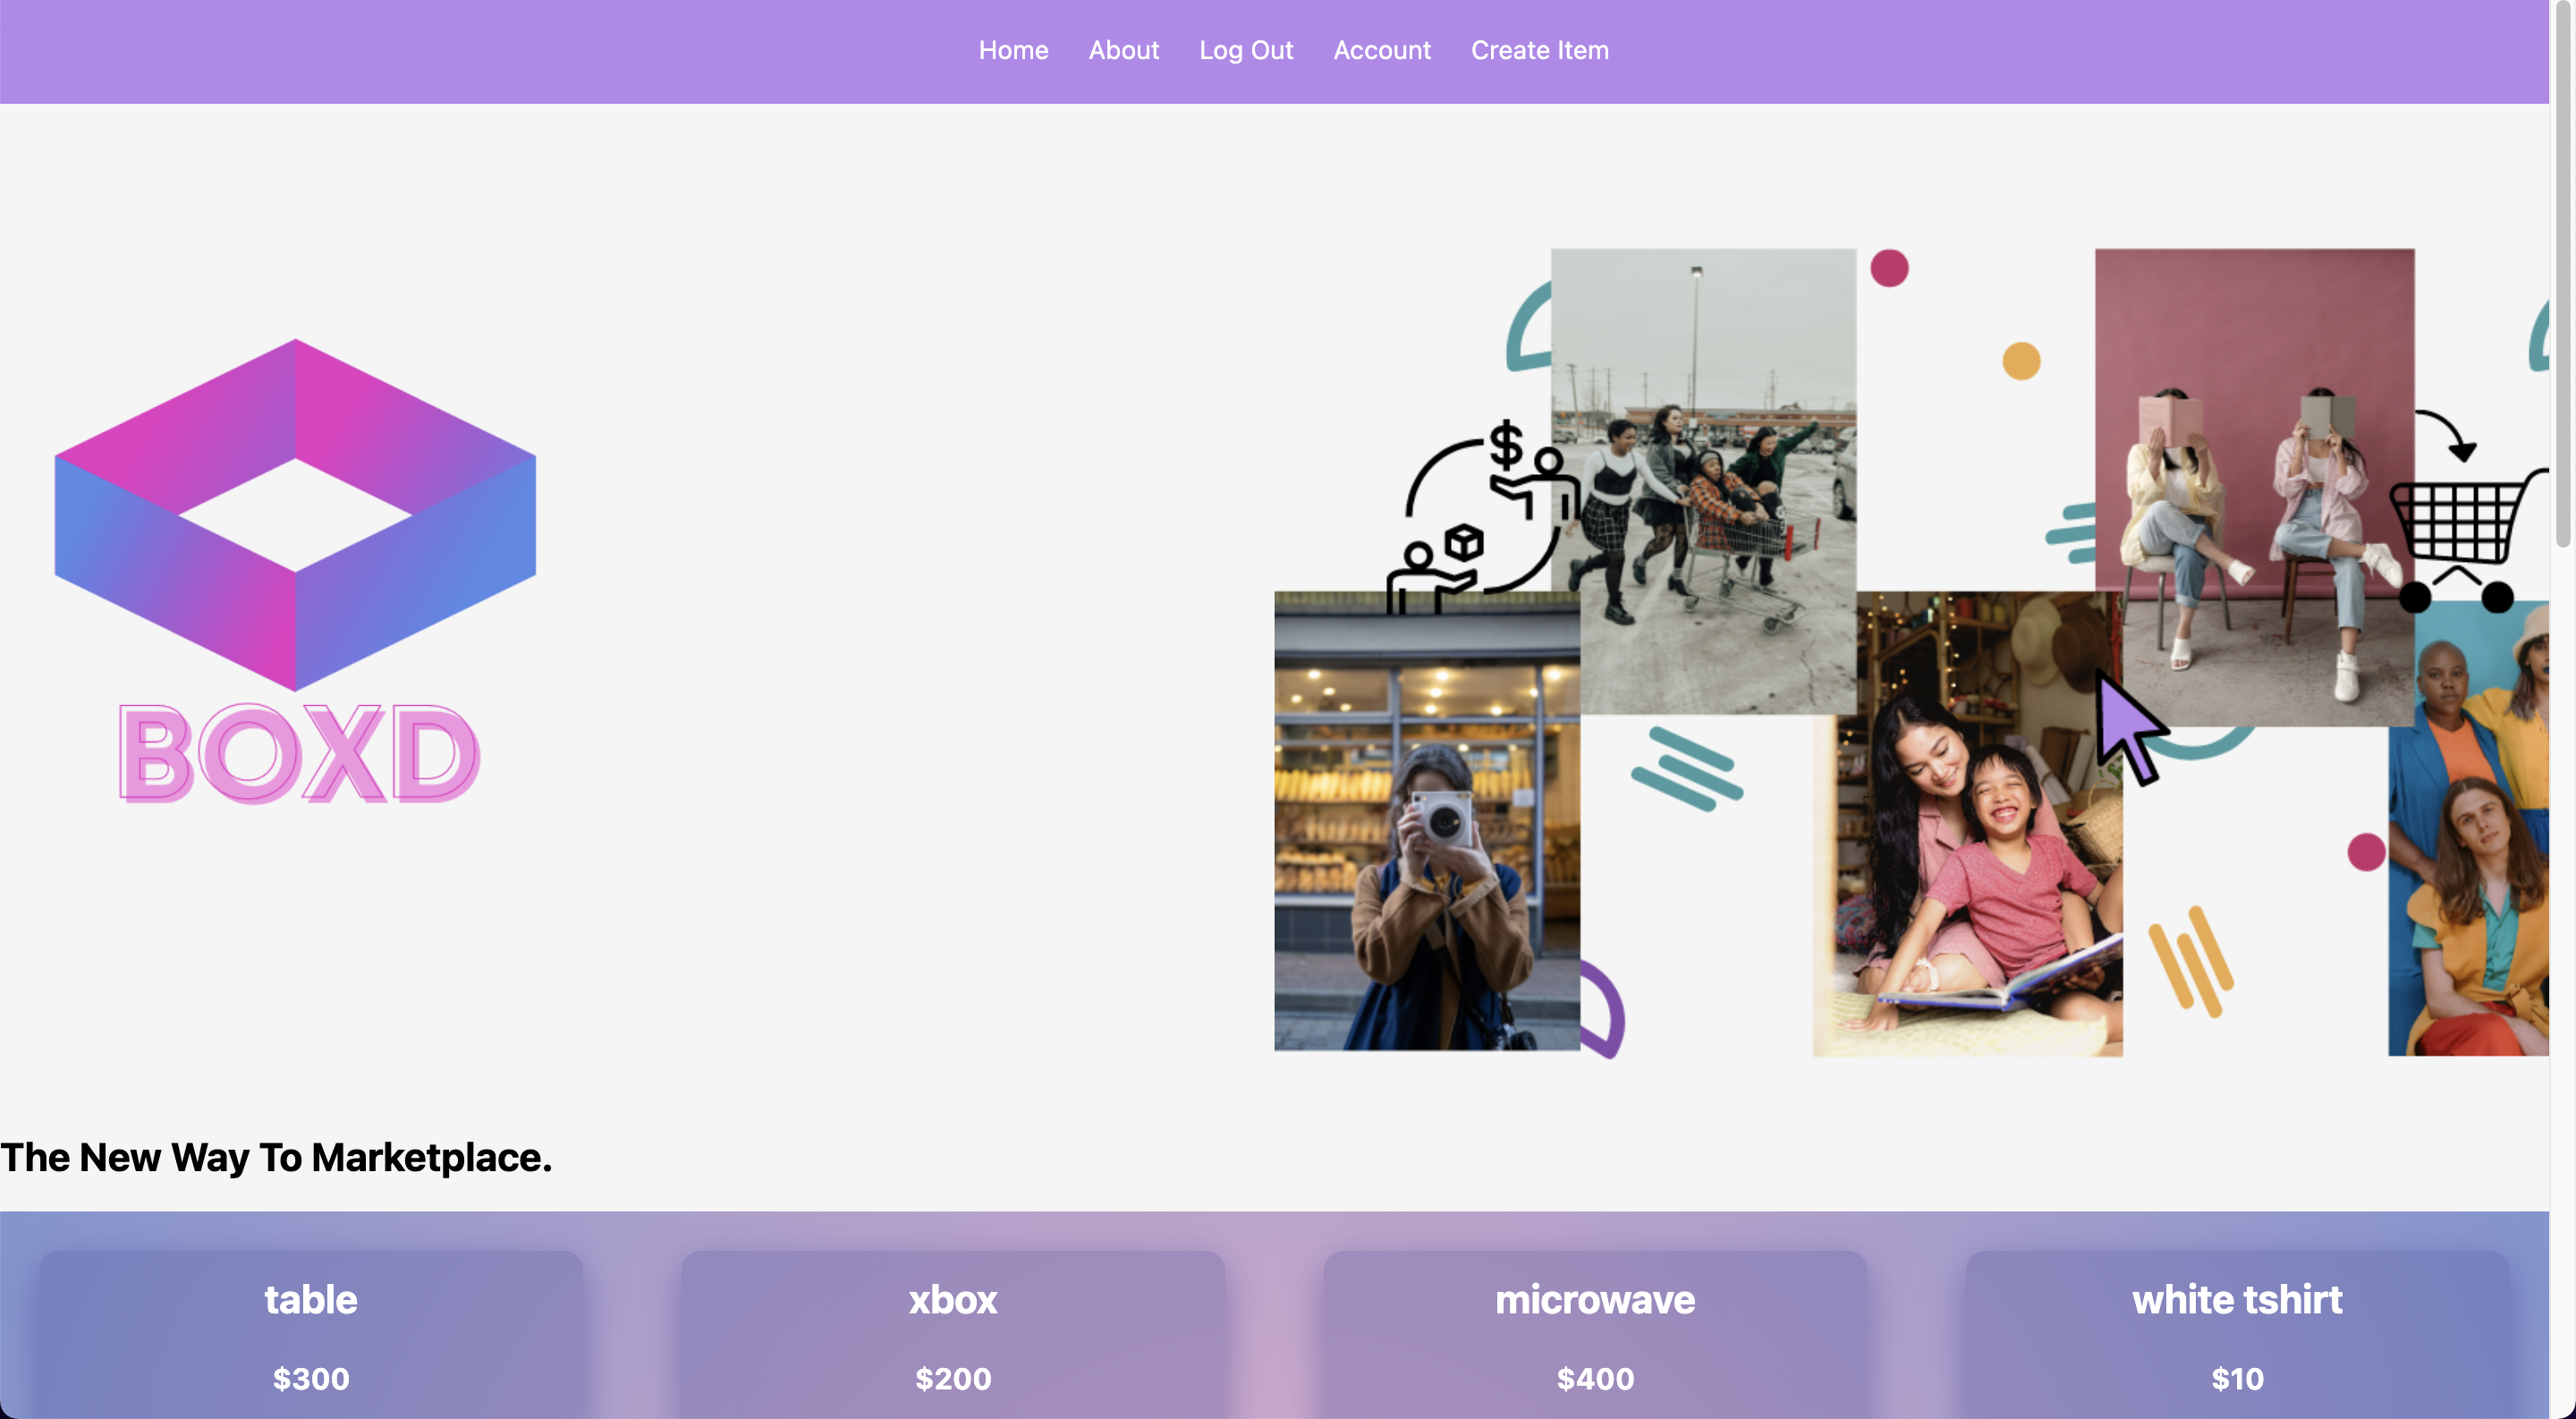 Home About Log Out Account Create Item
$
BOXD
The New Way To Marketplace.
table xbox microwave white tshirt
$300 $200 $400 $10